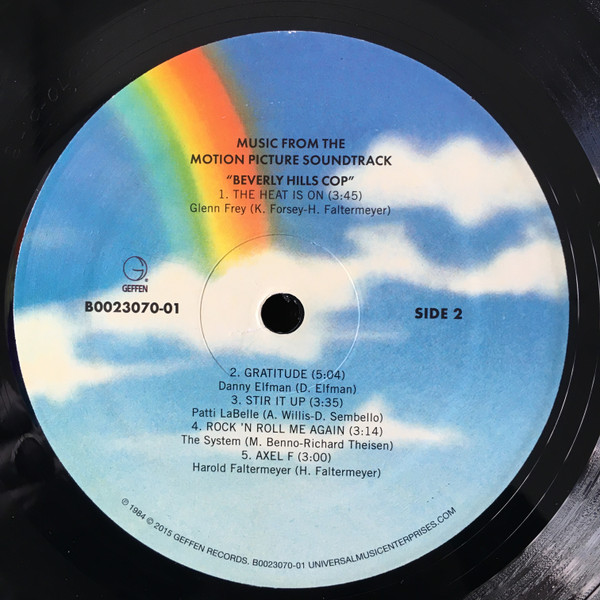 MUSIC FROM THE
MOTION PICTURE SOUNDTRACK
"BEVERLY HILLS COP"
1. THE HEAT IS ON (3:45)
Glenn Frey (K. Forsey-H. Faltermeyer)
G
GEFFEN
B0023070-01
SIDE 2
2. GRATITUDE (5:04)
Danny Elfman (D. Elfman)
3. STIR IT UP (3:35)
Patti LaBelle (A. Willis-D. Sembello)
4. ROCK 'N ROLL ME AGAIN (3:14)
The System (M. Benno-Richard Theisen)
5. AXEL F (3:00)
Harold Faltermeyer (H. Faltermeyer)
℗ 1984 © 2015 GEFFEN RECORDS. B0023070-01 UNIVERSALMUSICENTERPRISES.COM